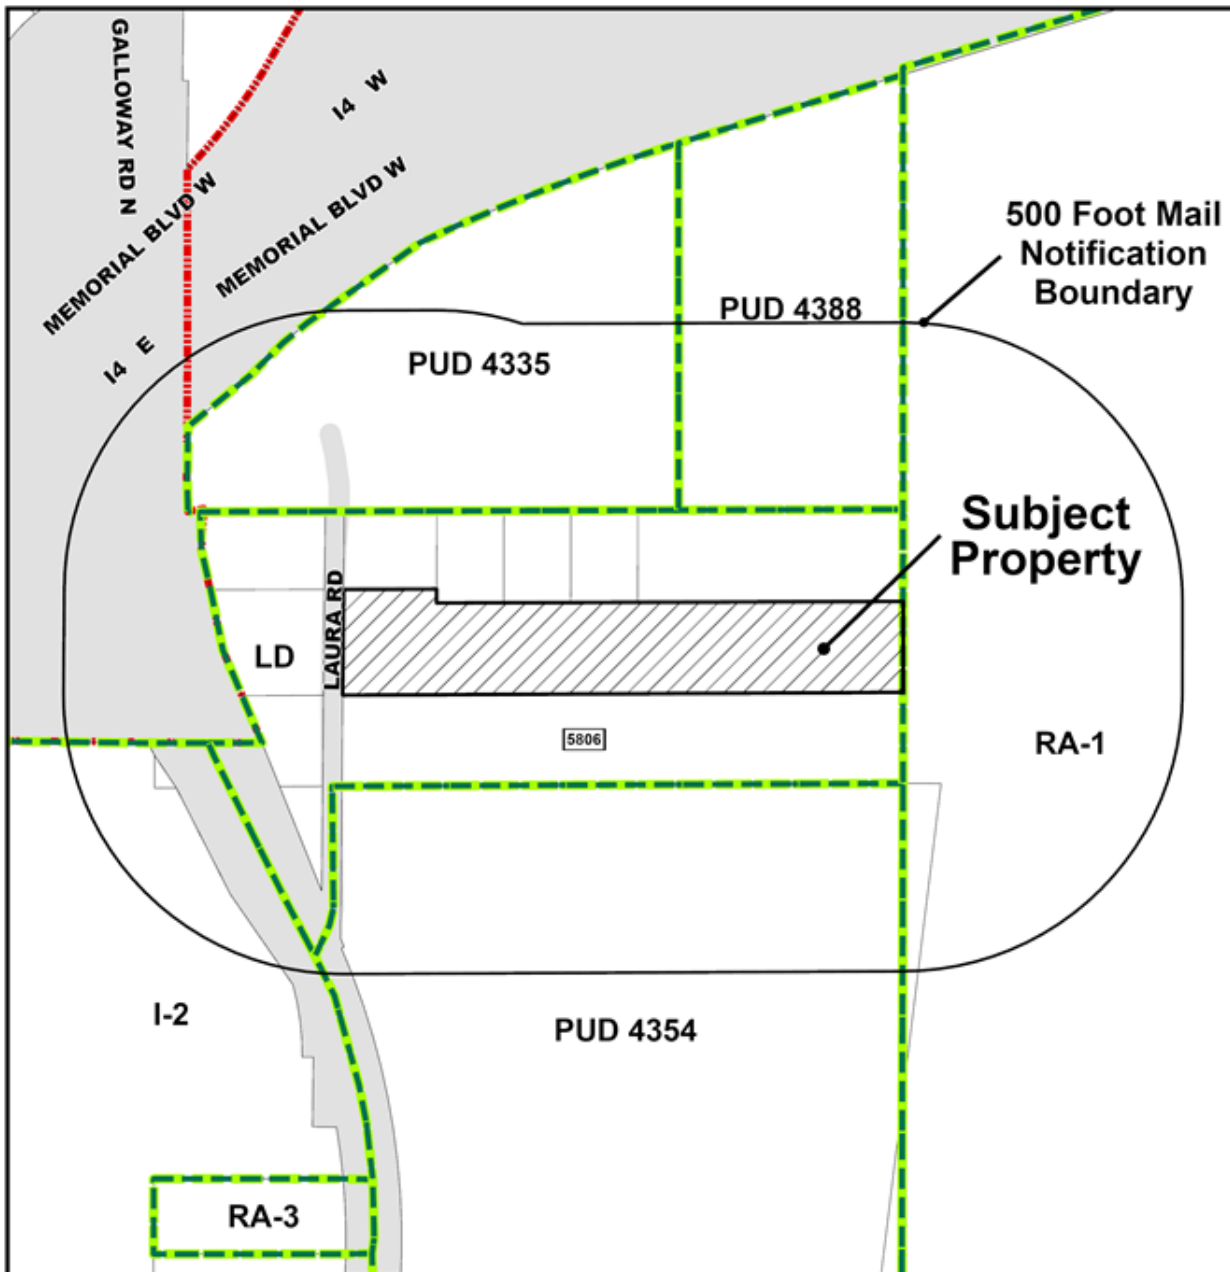 GALLOWAY RD N
I4 W
MEMORIAL BLVD W
MEMORIAL BLVD W
I4 E
500 Foot Mail
Notification
Boundary
PUD 4388
PUD 4335
Subject
Property
LAURA RD
LD
5806
RA-1
I-2
PUD 4354
RA-3